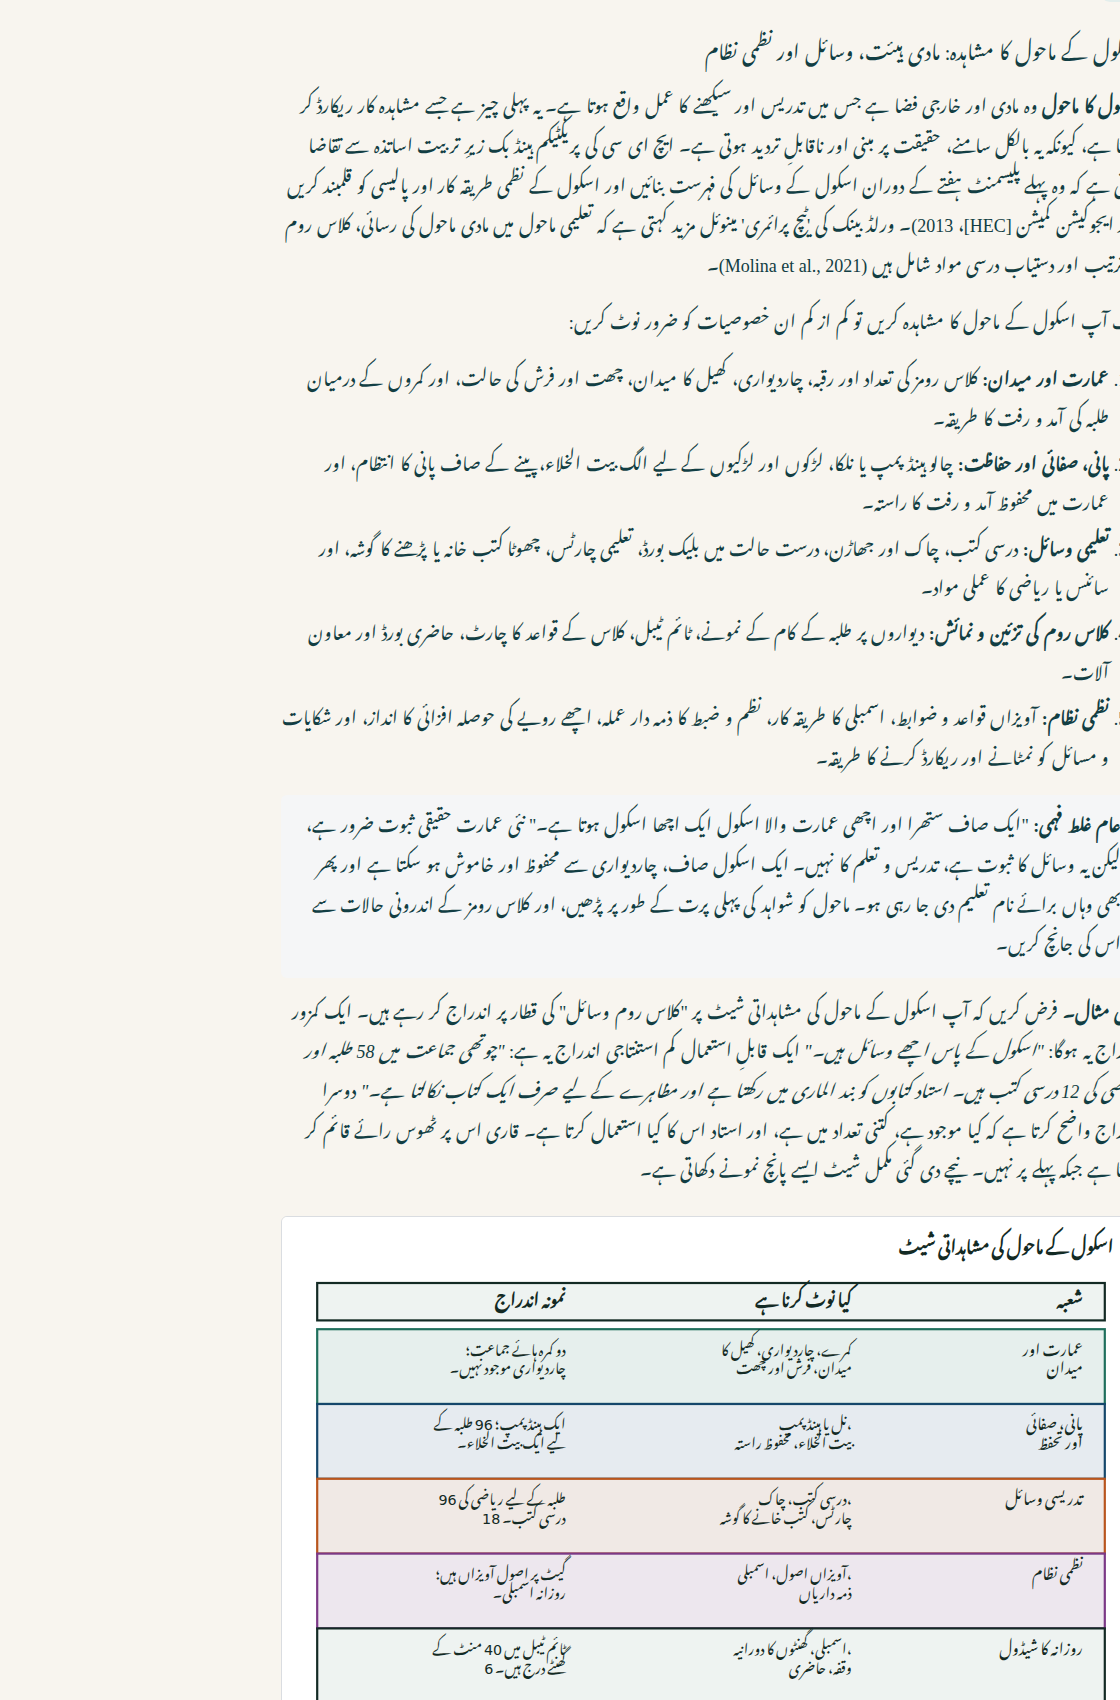 کے ماحول کا مشاہدہ: مادی ہیئت، وسائل اور نظمی نظام
کا ماحول وہ مادی اور خارجی فضا ہے جس میں تدریس اور سیکھنے کا عمل واقع ہوتا ہے۔ یہ پہلی چیز ہے جسے مشاہدہ کار ریکارڈ کر
ہے، کیونکہ یہ بالکل سامنے، حقیقت پر مبنی اور ناقابلِ تردید ہوتی ہے۔ ایچ ای سی کی پریکٹیکم ہینڈ بک زیرِ تربیت اساتذہ سے تقاضا
ہے کہ وہ پہلے پلیسمنٹ ہفتے کے دوران اسکول کے وسائل کی فہرست بنائیں اور اسکول کے نظمی طریقہ کار اور پالیسی کو قلمبند کریں
ایجوکیشن کمیشن [HEC]، 2013)۔ ورلڈ بینک کی 'ٹیچ پرائمری' مینوئل مزید کہتی ہے کہ تعلیمی ماحول میں مادی ماحول کی رسائی، کلاس روم
اور دستیاب درسی مواد شامل ہیں (Molina et al., 2021)۔
آپ اسکول کے ماحول کا مشاہدہ کریں تو کم از کم ان خصوصیات کو ضرور نوٹ کریں:
عمارت اور میدان: کلاس رومز کی تعداد اور رقبہ، چاردیواری، کھیل کا میدان، چھت اور فرش کی حالت، اور کمروں کے درمیان
طلبہ کی آمد و رفت کا طریقہ۔
پانی، صفائی اور حفاظت: چالو ہینڈ پمپ یا نلکا، لڑکوں اور لڑکیوں کے لیے الگ بیت الخلاء، پینے کے صاف پانی کا انتظام، اور
عمارت میں محفوظ آمد و رفت کا راستہ۔
تعلیمی وسائل: درسی کتب، چاک اور جھاڑن، درست حالت میں بلیک بورڈ، تعلیمی چارٹس، چھوٹا کتب خانہ یا پڑھنے کا گوشہ، اور
سائنس یا ریاضی کا عملی مواد۔
کلاس روم کی تزئین و نمائش: دیواروں پر طلبہ کے کام کے نمونے، ٹائم ٹیبل، کلاس کے قواعد کا چارٹ، حاضری بورڈ اور معاون
آلات۔
نظمی نظام: آویزاں قواعد و ضوابط، اسمبلی کا طریقہ کار، نظم و ضبط کا ذمہ دار عملہ، اچھے رویے کی حوصلہ افزائی کا انداز، اور شکایات
و مسائل کو نمٹانے اور ریکارڈ کرنے کا طریقہ۔
عام غلط فہمی: "ایک صاف ستھرا اور اچھی عمارت والا اسکول ایک اچھا اسکول ہوتا ہے۔" نئی عمارت حقیقی ثبوت ضرور ہے،
لیکن یہ وسائل کا ثبوت ہے، تدریس و تعلم کا نہیں۔ ایک اسکول صاف، چاردیواری سے محفوظ اور خاموش ہو سکتا ہے اور پھر
بھی وہاں برائے نام تعلیم دی جا رہی ہو۔ ماحول کو شواہد کی پہلی پرت کے طور پر پڑھیں، اور کلاس رومز کے اندرونی حالات سے
اس کی جانچ کریں۔
مثال۔ فرض کریں کہ آپ اسکول کے ماحول کی مشاہداتی شیٹ پر "کلاس روم وسائل" کی قطار پر اندراج کر رہے ہیں۔ ایک کمزور
یہ ہوگا: "اسکول کے پاس اچھے وسائل ہیں۔" ایک قابلِ استعمال کم استنتاجی اندراج یہ ہے: "چوتھی جماعت میں 58 طلبہ اور
کی 12 درسی کتب ہیں۔ استاد کتابوں کو بند الماری میں رکھتا ہے اور مظاہرے کے لیے صرف ایک کتاب نکالتا ہے۔" دوسرا
واضح کرتا ہے کہ کیا موجود ہے، کتنی تعداد میں ہے، اور استاد اس کا کیا استعمال کرتا ہے۔ قاری اس پر ٹھوس رائے قائم کر
ہے جبکہ پہلے پر نہیں۔ نیچے دی گئی مکمل شیٹ ایسے پانچ نمونے دکھاتی ہے۔
اسکول کے ماحول کی مشاہداتی شیٹ
شعبہ کیا نوٹ کرنا ہے نمونہ اندراج
عمارت اور کمرے، چاردیواری، کھیل کا دو کمرہ ہائے جماعت؛
میدان میدان، فرش اور چھت چاردیواری موجود نہیں۔
پانی، صفائی نل یا ہینڈ پمپ، ایک ہینڈ پمپ؛ 96 طلبہ کے
اور تحفظ بیت الخلاء، محفوظ راستہ لیے ایک بیت الخلاء۔
تدریسی وسائل درسی کتب، چاک، 96 طلبہ کے لیے ریاضی کی
چارٹس، کتب خانے کا گوشہ 18 درسی کتب۔
نظمی نظام آویزاں اصول، اسمبلی، گیٹ پر اصول آویزاں ہیں؛
ذمہ داریاں روزانہ اسمبلی۔
روزانہ کا شیڈول اسمبلی، گھنٹوں کا دورانیہ، ٹائم ٹیبل میں 40 منٹ کے
وقفہ، حاضری 6 گھنٹے درج ہیں۔